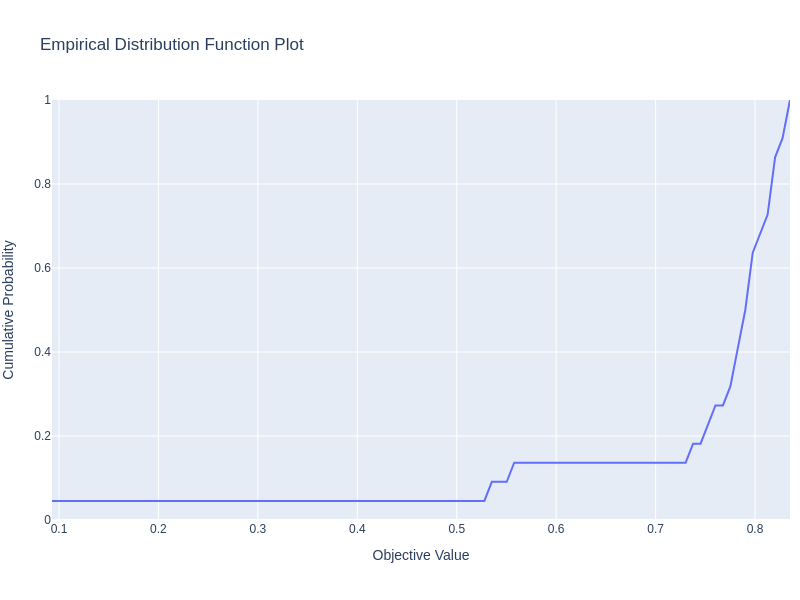 Empirical Distribution Function Plot
1
0.8
0.6
0.4
0.2
0
Cumulative Probability
0.1 0.2 0.3 0.4 0.5 0.6 0.7 0.8
Objective Value